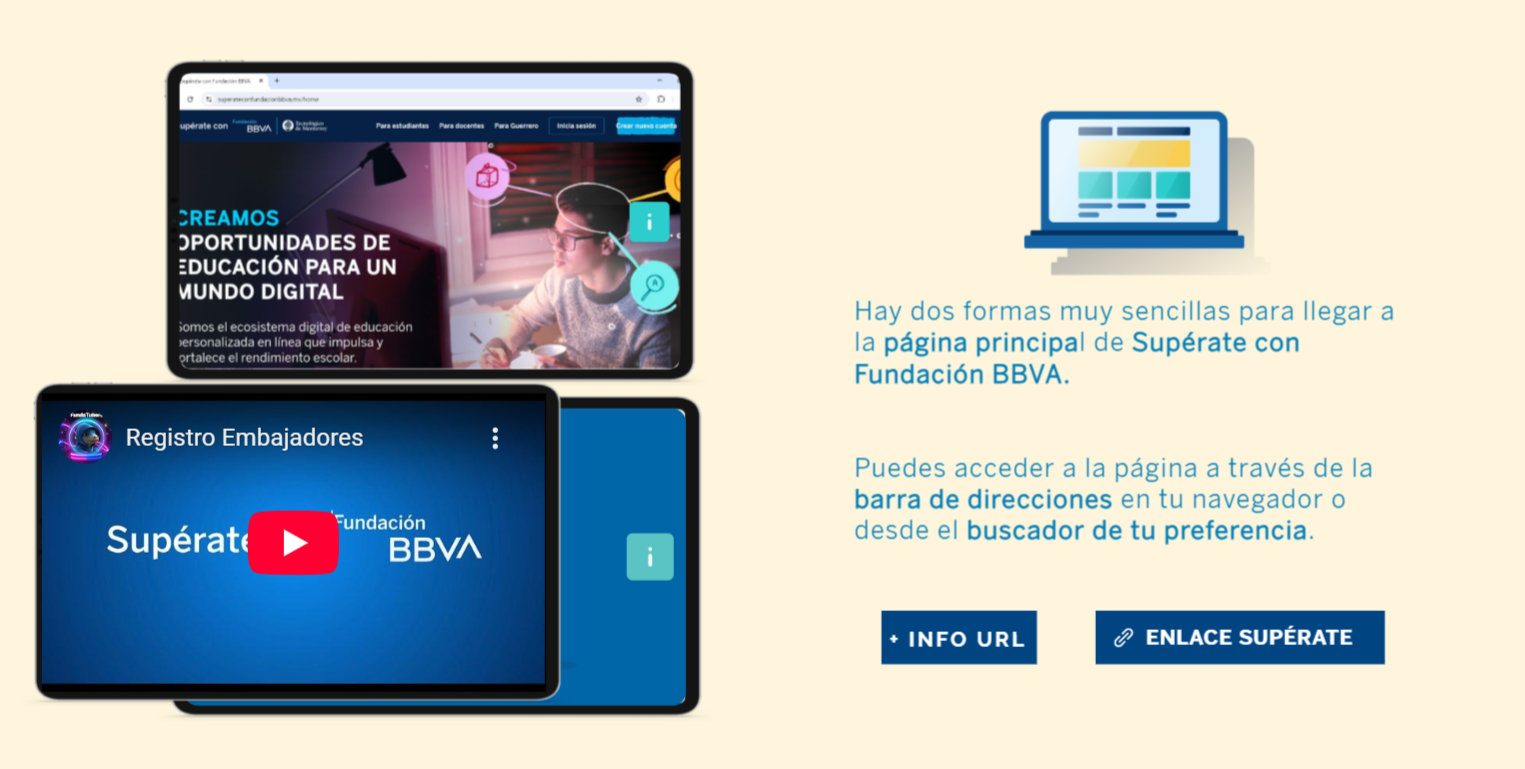 upérate con Fundación BBVA
superateconfundacionbbva.mx/home
upérate con
Fundación
BBVA
Tecnológico
de Monterrey
Para estudiantes
Para docentes
Para Guerrero
Inicia sesión
Crear nueva cuenta
CREAMOS
OPORTUNIDADES DE
EDUCACIÓN PARA UN
MUNDO DIGITAL
Somos el ecosistema digital de educación
personalizada en línea que impulsa y
ortalece el rendimiento escolar.
i
FundaTuber
Registro Embajadores
Supérate
Fundación
BBVA
i
Hay dos formas muy sencillas para llegar a
la página principal de Supérate con
Fundación BBVA.
Puedes acceder a la página a través de la
barra de direcciones en tu navegador o
desde el buscador de tu preferencia.
+ INFO URL
ENLACE SUPÉRATE